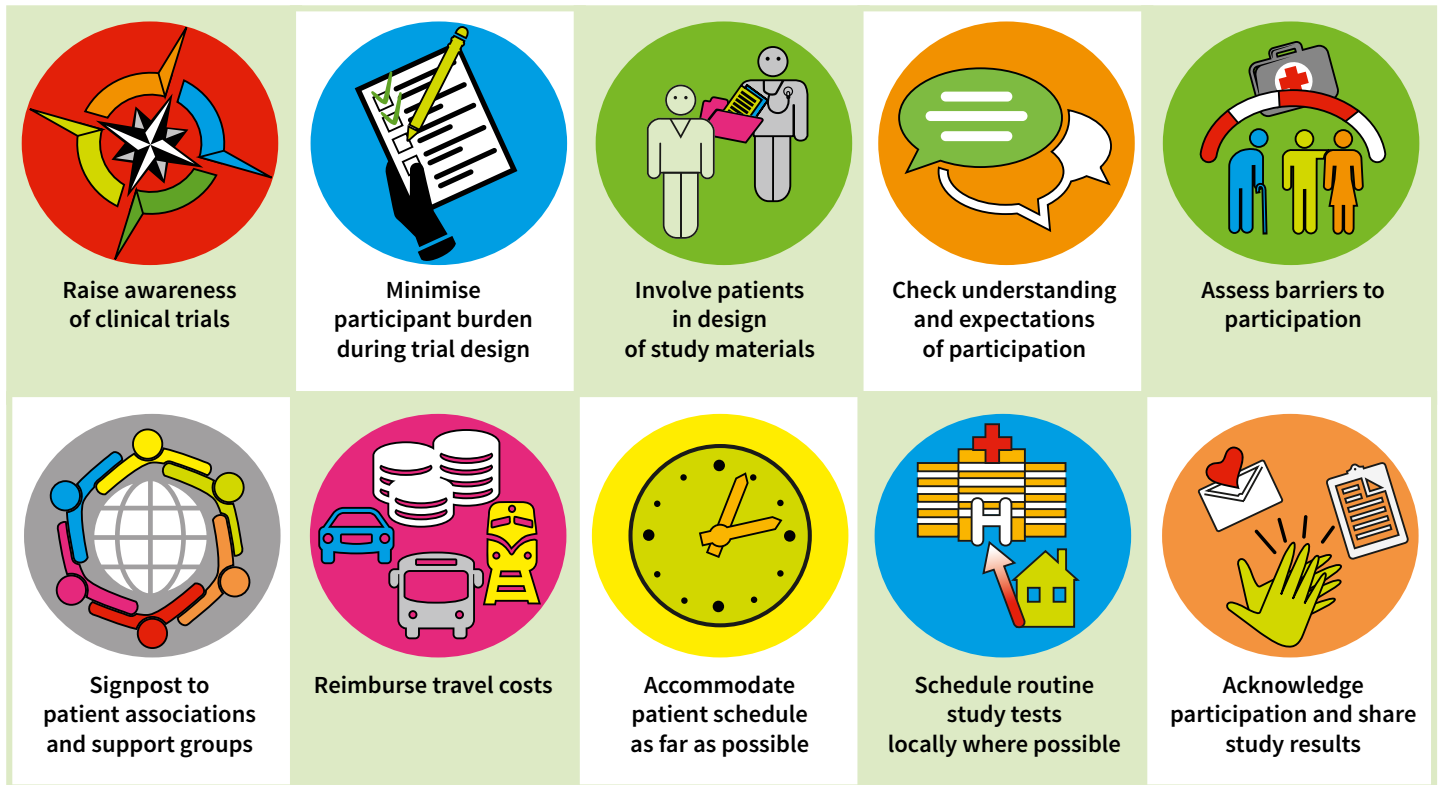 Raise awareness
of clinical trials
Minimise
participant burden
during trial design
Involve patients
in design
of study materials
Check understanding
and expectations
of participation
Assess barriers to
participation
Signpost to
patient associations
and support groups
Reimburse travel costs
Accommodate
patient schedule
as far as possible
Schedule routine
study tests
locally where possible
Acknowledge
participation and share
study results